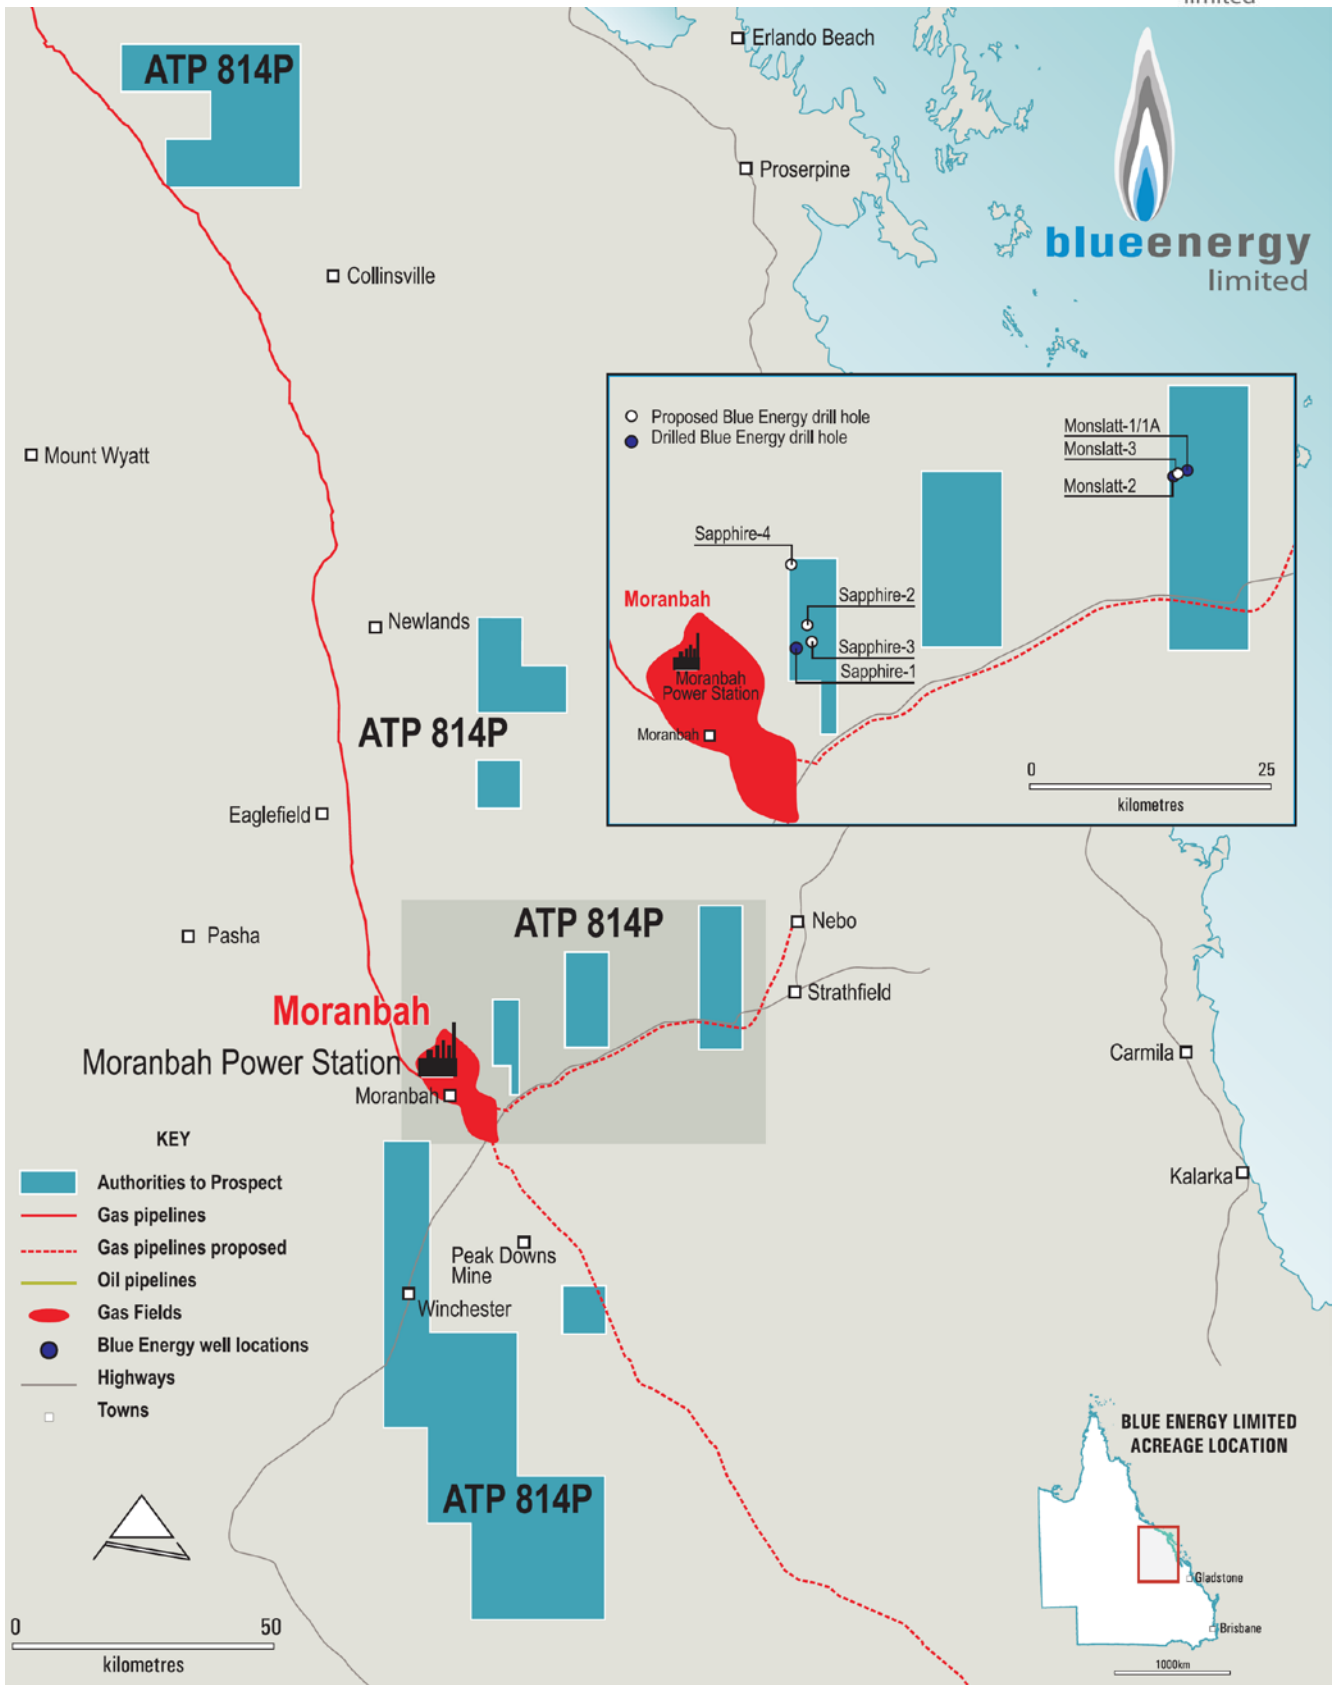 limited
Erlando Beach
ATP 814P
Proserpine
blueenergy
limited
Collinsville
Mount Wyatt
Proposed Blue Energy drill hole
Drilled Blue Energy drill hole
Monslatt-1/1A
Monslatt-3
Monslatt-2
Sapphire-4
Sapphire-2
Sapphire-3
Sapphire-1
Moranbah
Moranbah
Power Station
Moranbah
0 25
kilometres
Newlands
ATP 814P
Eaglefield
ATP 814P
Nebo
Pasha
Strathfield
Moranbah
Moranbah Power Station
Moranbah
Carmila
Kalarka
KEY
Authorities to Prospect
Gas pipelines
Gas pipelines proposed
Oil pipelines
Gas Fields
Blue Energy well locations
Highways
Towns
Peak Downs
Mine
Winchester
ATP 814P
BLUE ENERGY LIMITED
ACREAGE LOCATION
Gladstone
Brisbane
1000km
0 50
kilometres